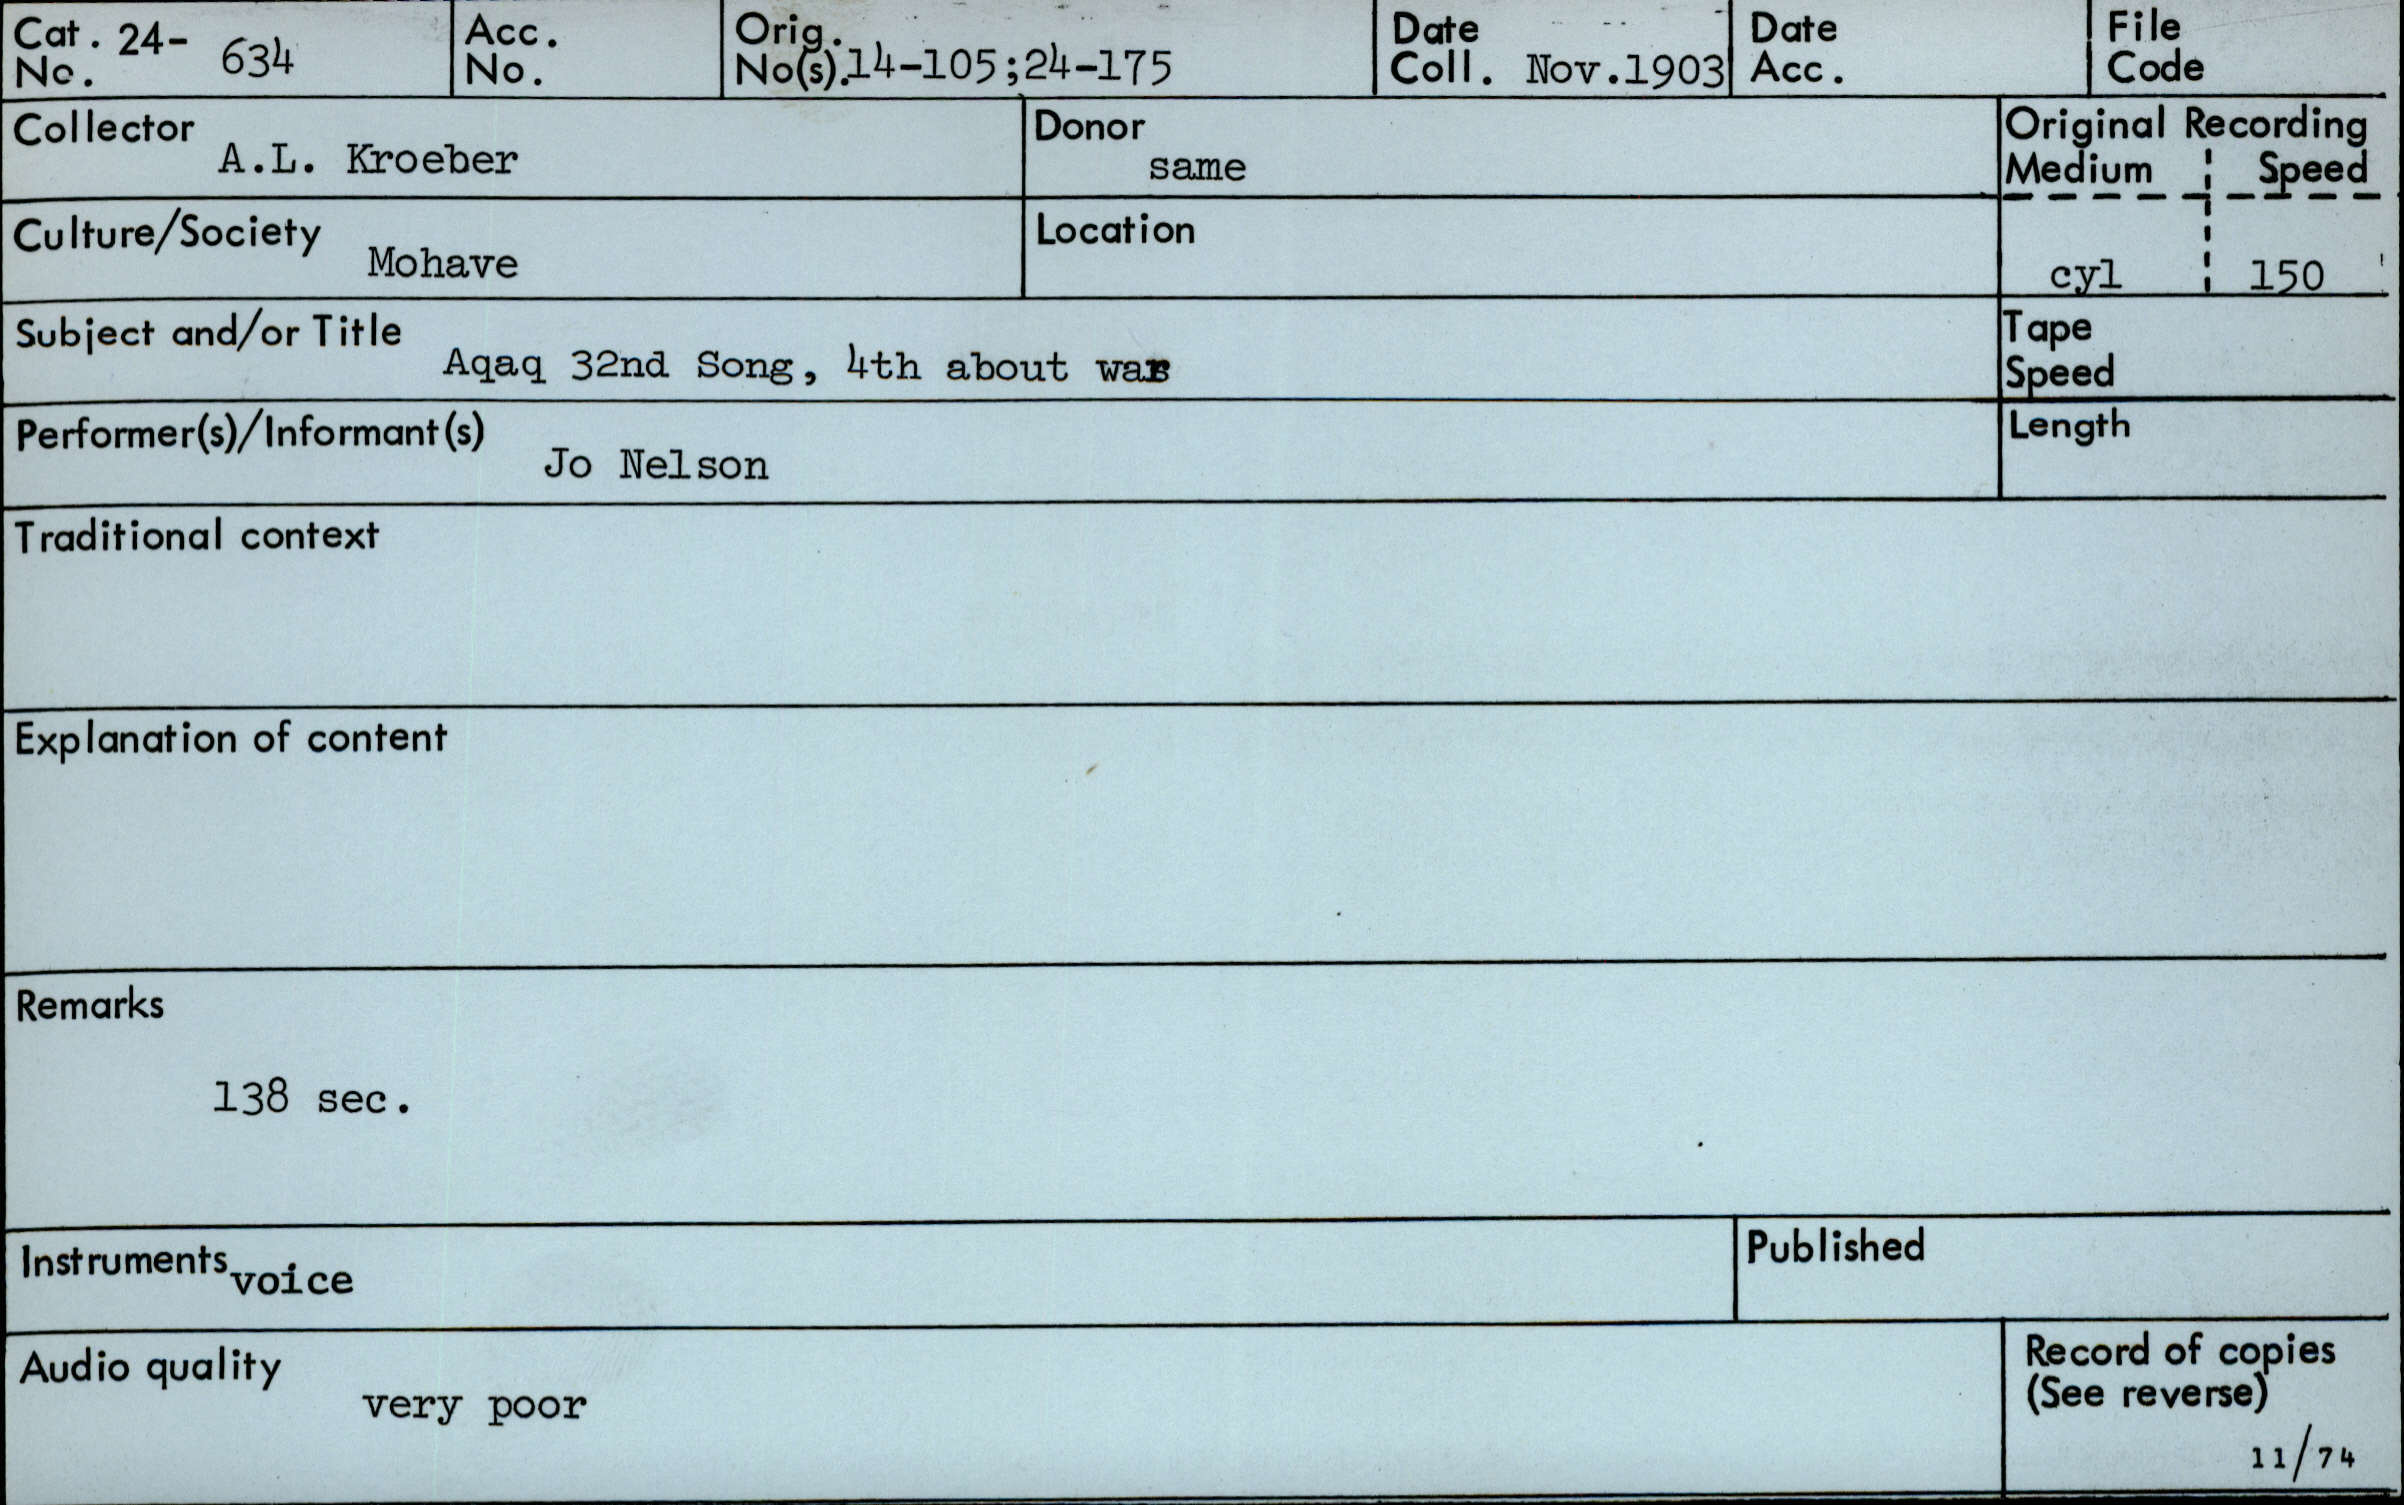 Cat. 24- 634
No.
Acc.
No.
Orig.
No(s).14-105;24-175
Date
Coll. Nov.1903
Date
Acc.
File
Code
Collector
A.L. Kroeber
Donor
same
Original Recording
Medium Speed
cyl 150
Culture/Society
Mohave
Location
Subject and/or Title
Aqaq 32nd Song, 4th about war
Tape
Speed
Performer(s)/Informant(s)
Jo Nelson
Length
Traditional context
Explanation of content
Remarks
138 sec.
Instruments voice
Published
Audio quality
very poor
Record of copies
(See reverse)
11/74